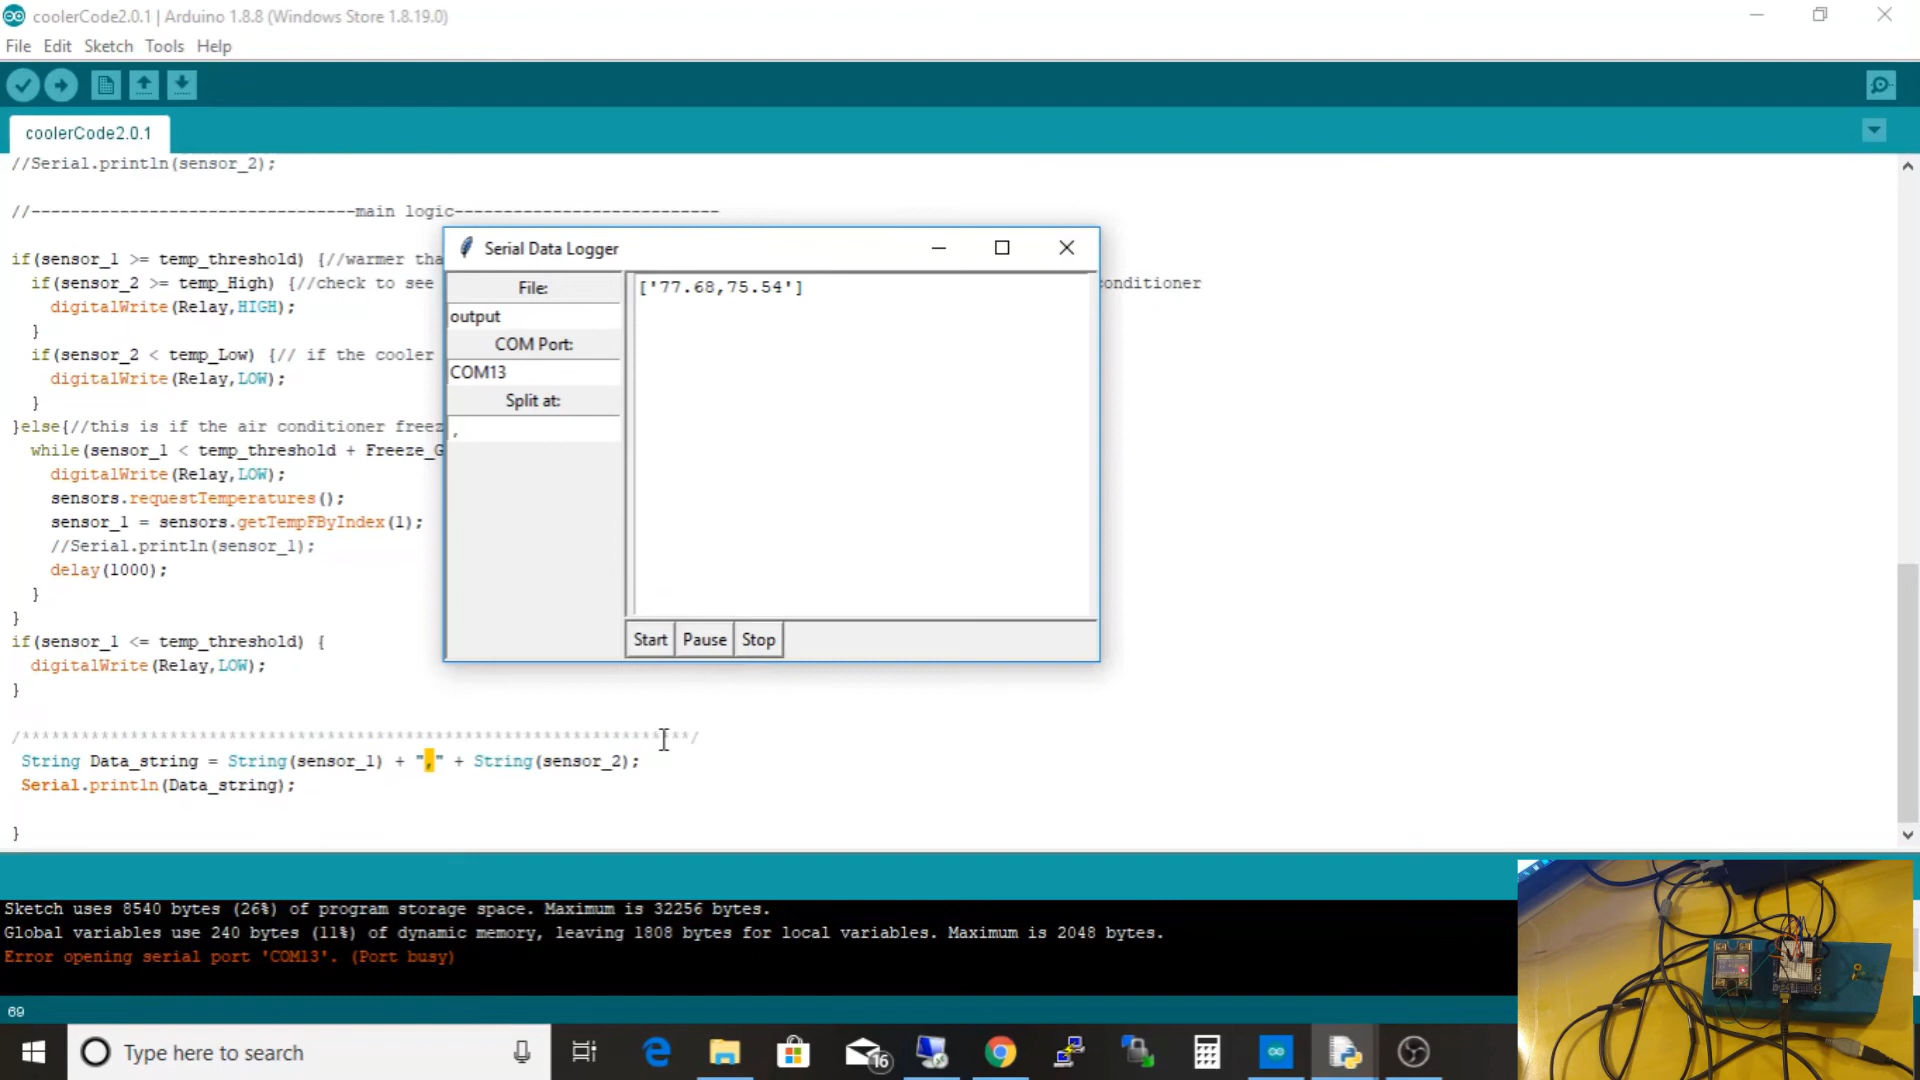 coolerCode2.0.1 | Arduino 1.8.8 (Windows Store 1.8.19.0)
File Edit Sketch Tools Help
coolerCode2.0.1
//Serial.println(sensor_2);
//---------------------------------main logic---------------------------
if(sensor_1 >= temp_threshold) {//warmer tha
if(sensor_2 >= temp_High) {//check to see
onditioner
digitalWrite(Relay,HIGH);
}
if(sensor_2 < temp_Low) {// if the cooler
digitalWrite(Relay,LOW);
}
}else{//this is if the air conditioner freez
while(sensor_1 < temp_threshold + Freeze_G
digitalWrite(Relay,LOW);
sensors.requestTemperatures();
sensor_1 = sensors.getTempFByIndex(1);
//Serial.println(sensor_1);
delay(1000);
}
}
if(sensor_1 <= temp_threshold) {
digitalWrite(Relay,LOW);
}
/********************************************************************/
String Data_string = String(sensor_1) + "," + String(sensor_2);
Serial.println(Data_string);
}
Serial Data Logger
File:
output
COM Port:
COM13
Split at:
,
['77.68,75.54']
Start Pause Stop
Sketch uses 8540 bytes (26%) of program storage space. Maximum is 32256 bytes.
Global variables use 240 bytes (11%) of dynamic memory, leaving 1808 bytes for local variables. Maximum is 2048 bytes.
Error opening serial port 'COM13'. (Port busy)
69
Type here to search
16